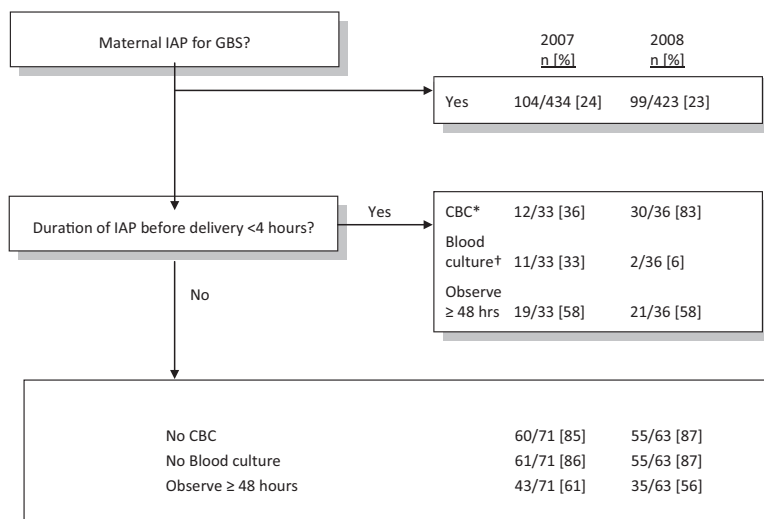 Maternal IAP for GBS?
2007 2008
n [%] n [%]
Yes 104/434 [24] 99/423 [23]
Duration of IAP before delivery <4 hours?
Yes
CBC* 12/33 [36] 30/36 [83]
Blood
culture† 11/33 [33] 2/36 [6]
Observe
≥ 48 hrs 19/33 [58] 21/36 [58]
No
No CBC 60/71 [85] 55/63 [87]
No Blood culture 61/71 [86] 55/63 [87]
Observe ≥ 48 hours 43/71 [61] 35/63 [56]